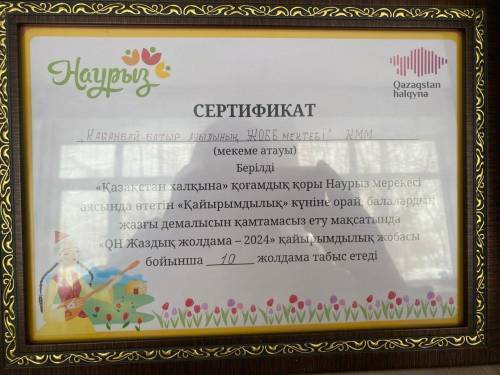 Наурыз
Qazaqstan
halqyna
СЕРТИФИКАТ
„Қабанбай батыр ауылының ЖОББ мектебі" КММ
(мекеме атауы)
Берілді
«Қазақстан халқына» қоғамдық қоры Наурыз мерекесі
аясында өтетін «Қайырымдылық» күніне орай, балалардың
жазғы демалысын қамтамасыз ету мақсатында
«QH Жаздық жолдама – 2024» қайырымдылық жобасы
бойынша 10 жолдама табыс етеді